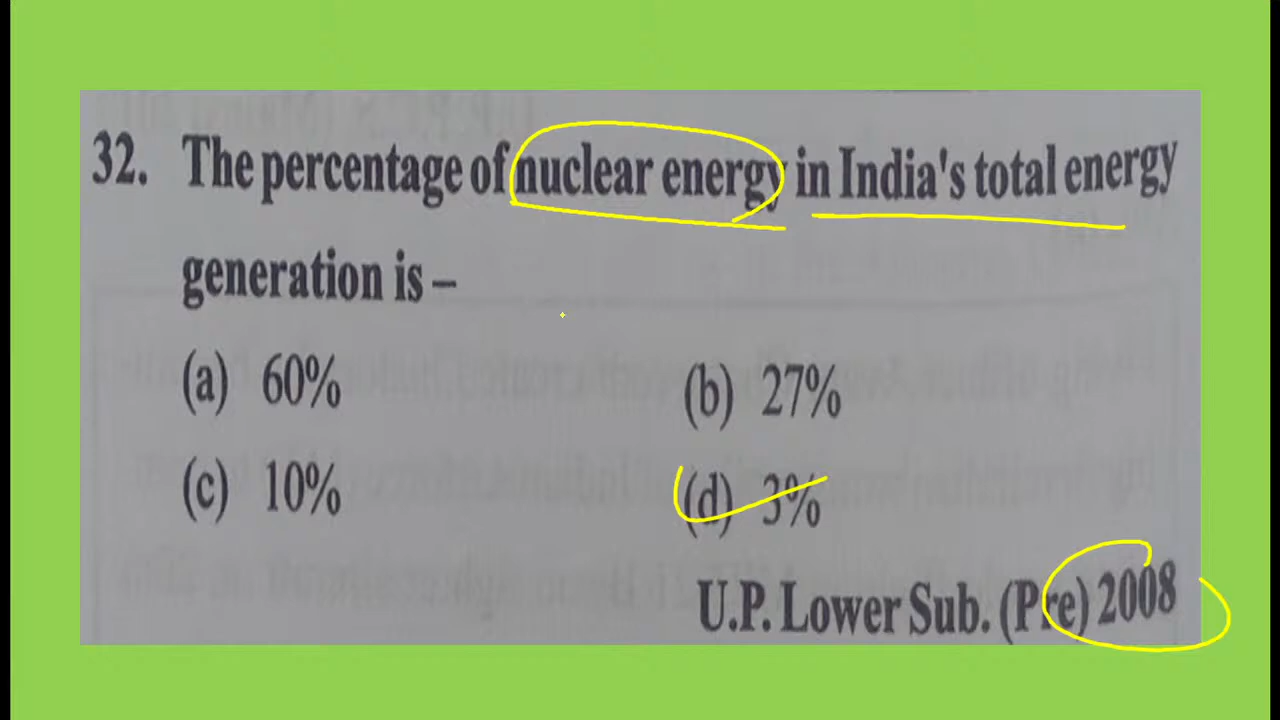 32. The percentage of nuclear energy in India's total energy
generation is –
(a) 60% (b) 27%
(c) 10% (d) 3%
U.P. Lower Sub. (Pre) 2008